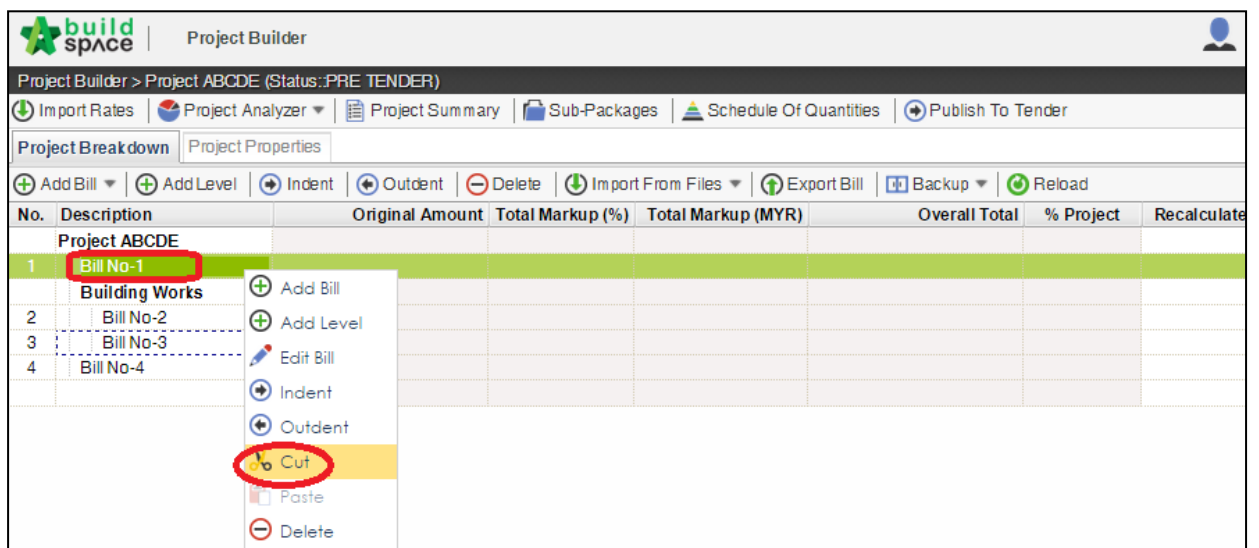 build space Project Builder
Project Builder > Project ABCDE (Status::PRE TENDER)
Import Rates Project Analyzer Project Summary Sub-Packages Schedule Of Quantities Publish To Tender
Project Breakdown Project Properties
Add Bill Add Level Indent Outdent Delete Import From Files Export Bill Backup Reload
No. Description Original Amount Total Markup (%) Total Markup (MYR) Overall Total % Project Recalculate
Project ABCDE
1 Bill No-1
Building Works
2 Bill No-2
3 Bill No-3
4 Bill No-4
Add Bill
Add Level
Edit Bill
Indent
Outdent
Cut
Paste
Delete